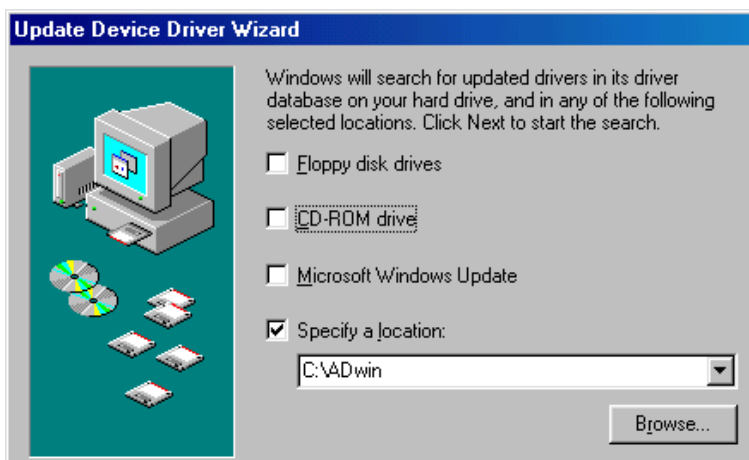 Update Device Driver Wizard
Windows will search for updated drivers in its driver
database on your hard drive, and in any of the following
selected locations. Click Next to start the search.
Floppy disk drives
CD-ROM drive
Microsoft Windows Update
Specify a location:
C:\ADwin
Browse...